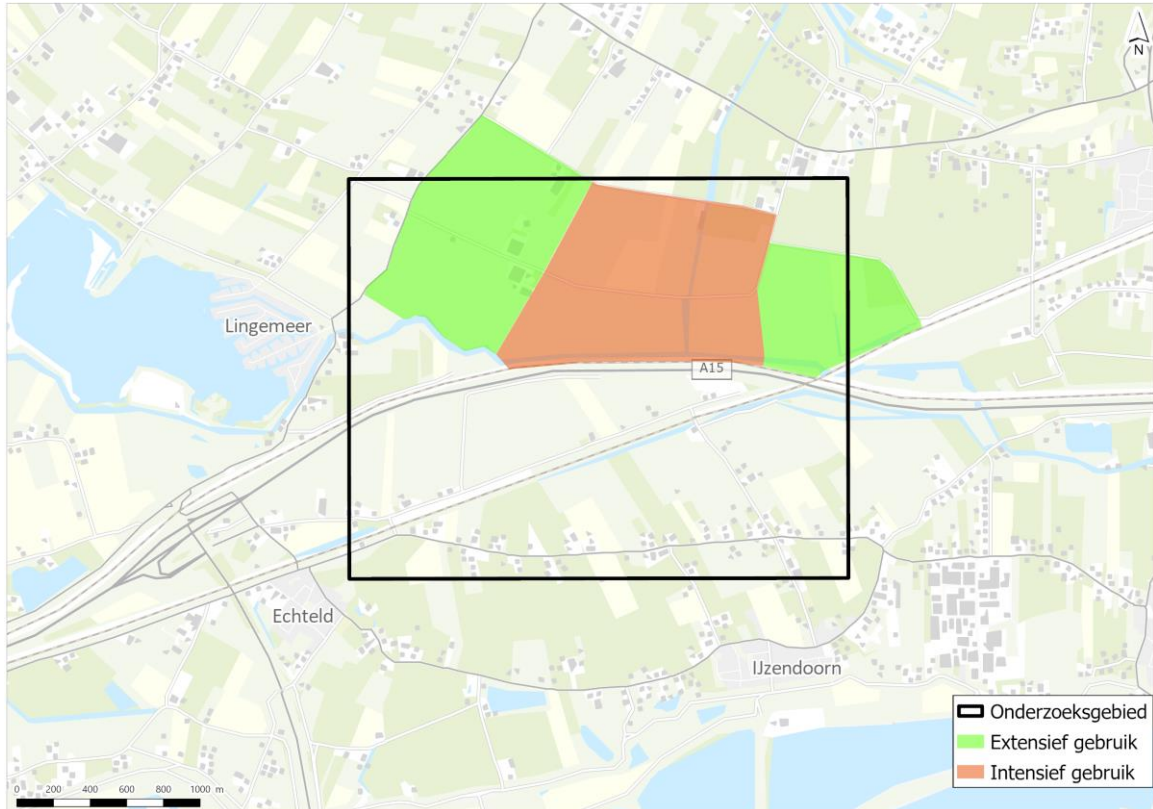 N
Lingemeer
A15
Echteld
IJzendoorn
Onderzoeksgebied
Extensief gebruik
Intensief gebruik
0 200 400 600 800 1000 m